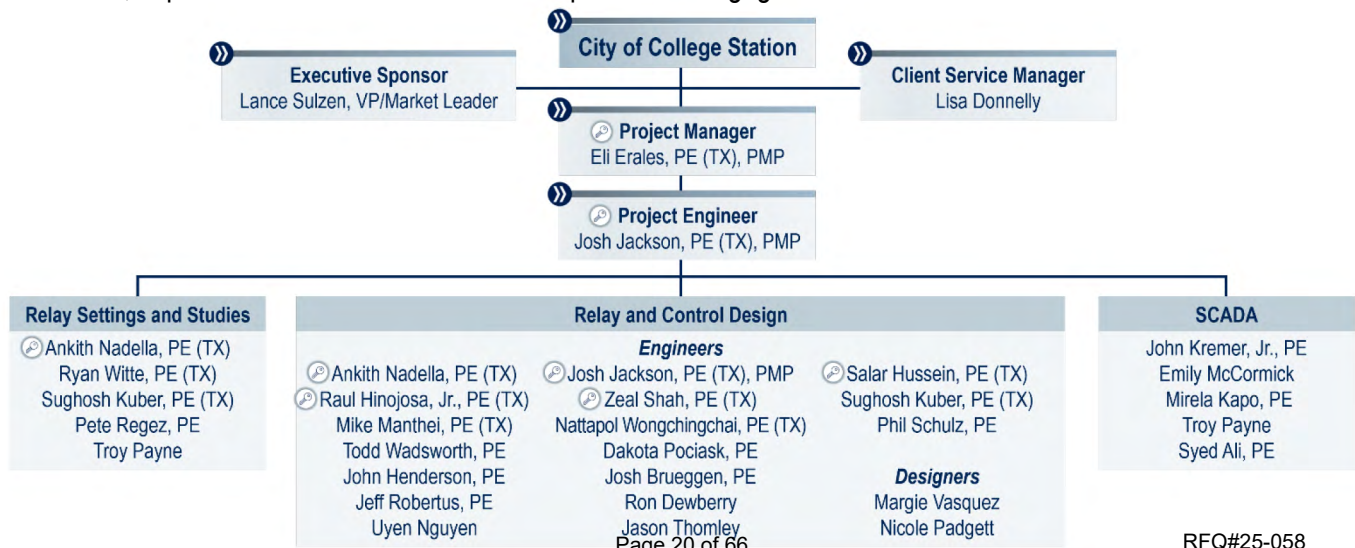 City of College Station
Executive Sponsor
Lance Sulzen, VP/Market Leader
Client Service Manager
Lisa Donnelly
Project Manager
Eli Erales, PE (TX), PMP
Project Engineer
Josh Jackson, PE (TX), PMP
Relay Settings and Studies
Ankith Nadella, PE (TX)
Ryan Witte, PE (TX)
Sughosh Kuber, PE (TX)
Pete Regez, PE
Troy Payne
Relay and Control Design
Engineers
Ankith Nadella, PE (TX)
Raul Hinojosa, Jr., PE (TX)
Mike Manthei, PE (TX)
Todd Wadsworth, PE
John Henderson, PE
Jeff Robertus, PE
Uyen Nguyen
Josh Jackson, PE (TX), PMP
Zeal Shah, PE (TX)
Nattapol Wongchingchai, PE (TX)
Dakota Pociask, PE
Josh Brueggen, PE
Ron Dewberry
Jason Thomley
Salar Hussein, PE (TX)
Sughosh Kuber, PE (TX)
Phil Schulz, PE
Designers
Margie Vasquez
Nicole Padgett
SCADA
John Kremer, Jr., PE
Emily McCormick
Mirela Kapo, PE
Troy Payne
Syed Ali, PE
Page 20 of 66
RFQ#25-058